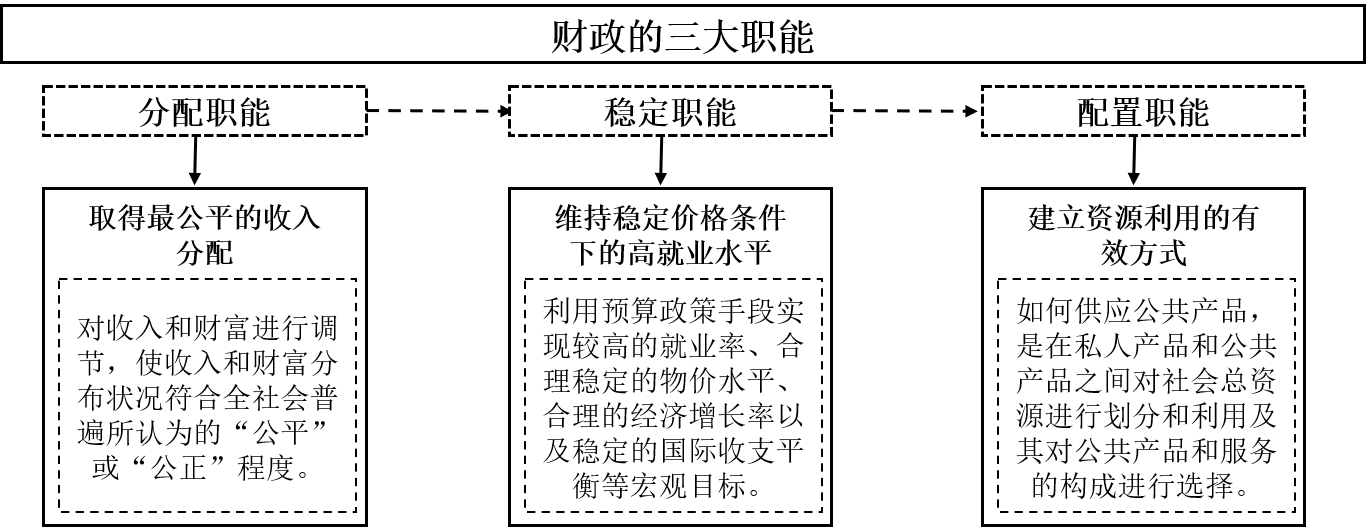 财政的三大职能
分配职能
稳定职能
配置职能
取得最公平的收入
分配
对收入和财富进行调
节，使收入和财富分
布状况符合全社会普
遍所认为的“公平”
或“公正”程度。
维持稳定价格条件
下的高就业水平
利用预算政策手段实
现较高的就业率、合
理稳定的物价水平、
合理的经济增长率以
及稳定的国际收支平
衡等宏观目标。
建立资源利用的有
效方式
如何供应公共产品，
是在私人产品和公共
产品之间对社会总资
源进行划分和利用及
其对公共产品和服务
的构成进行选择。